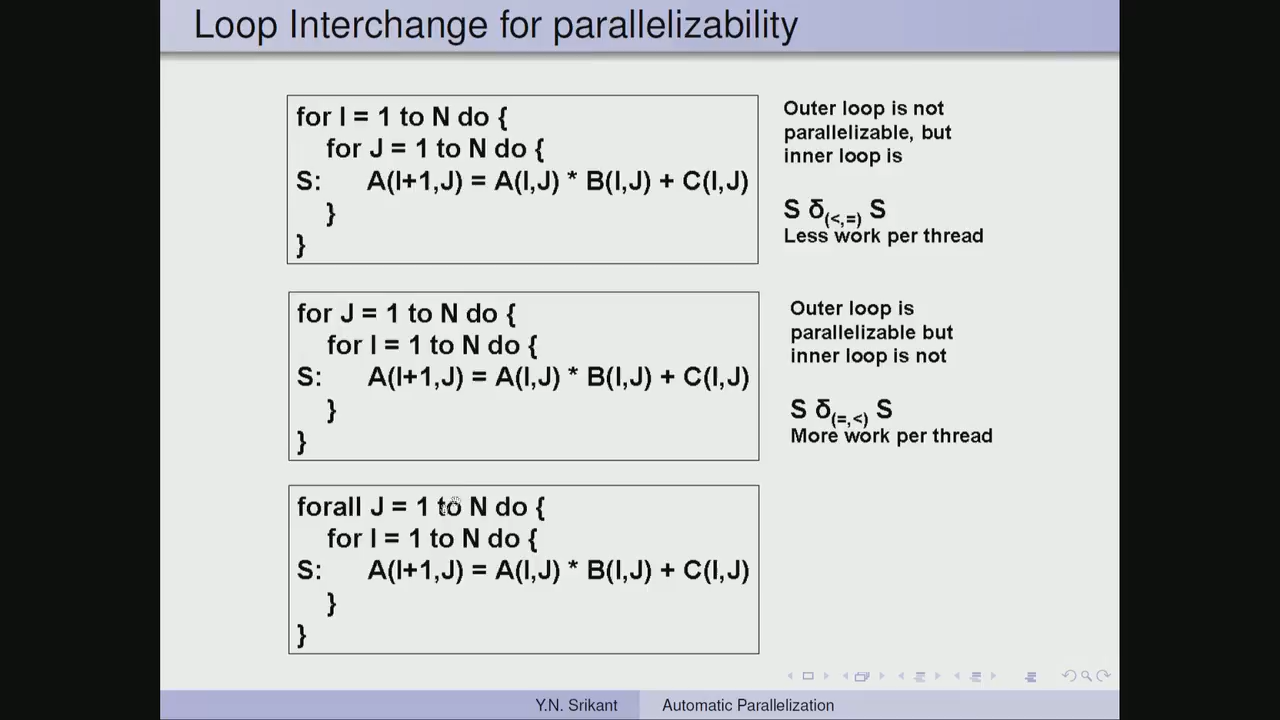 Loop Interchange for parallelizability
for I = 1 to N do {
for J = 1 to N do {
S: A(I+1,J) = A(I,J) * B(I,J) + C(I,J)
}
}
Outer loop is not
parallelizable, but
inner loop is
S δ(<,=) S
Less work per thread
for J = 1 to N do {
for I = 1 to N do {
S: A(I+1,J) = A(I,J) * B(I,J) + C(I,J)
}
}
Outer loop is
parallelizable but
inner loop is not
S δ(=,<) S
More work per thread
forall J = 1 to N do {
for I = 1 to N do {
S: A(I+1,J) = A(I,J) * B(I,J) + C(I,J)
}
}
Y.N. Srikant Automatic Parallelization